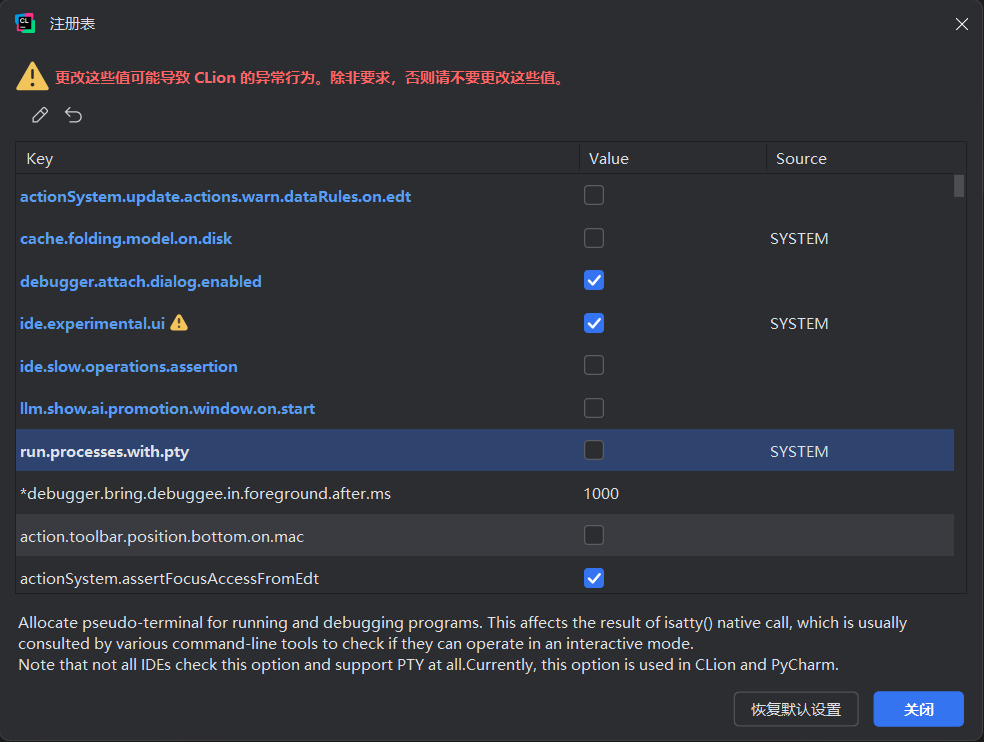 CL
注册表
更改这些值可能导致 CLion 的异常行为。除非要求，否则请不要更改这些值。
Key Value Source
actionSystem.update.actions.warn.dataRules.on.edt
cache.folding.model.on.disk SYSTEM
debugger.attach.dialog.enabled
ide.experimental.ui SYSTEM
ide.slow.operations.assertion
llm.show.ai.promotion.window.on.start
run.processes.with.pty SYSTEM
*debugger.bring.debuggee.in.foreground.after.ms 1000
action.toolbar.position.bottom.on.mac
actionSystem.assertFocusAccessFromEdt
Allocate pseudo-terminal for running and debugging programs. This affects the result of isatty() native call, which is usually
consulted by various command-line tools to check if they can operate in an interactive mode.
Note that not all IDEs check this option and support PTY at all.Currently, this option is used in CLion and PyCharm.
恢复默认设置 关闭